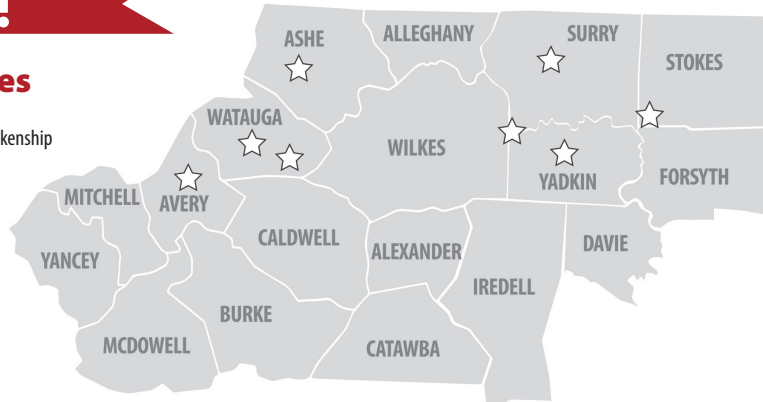 es
kenship
ASHE
ALLEGHANY
SURRY
STOKES
WATAUGA
WILKES
MITCHELL
AVERY
YADKIN
FORSYTH
YANCEY
CALDWELL
ALEXANDER
DAVIE
IREDELL
BURKE
MCDOWELL
CATAWBA